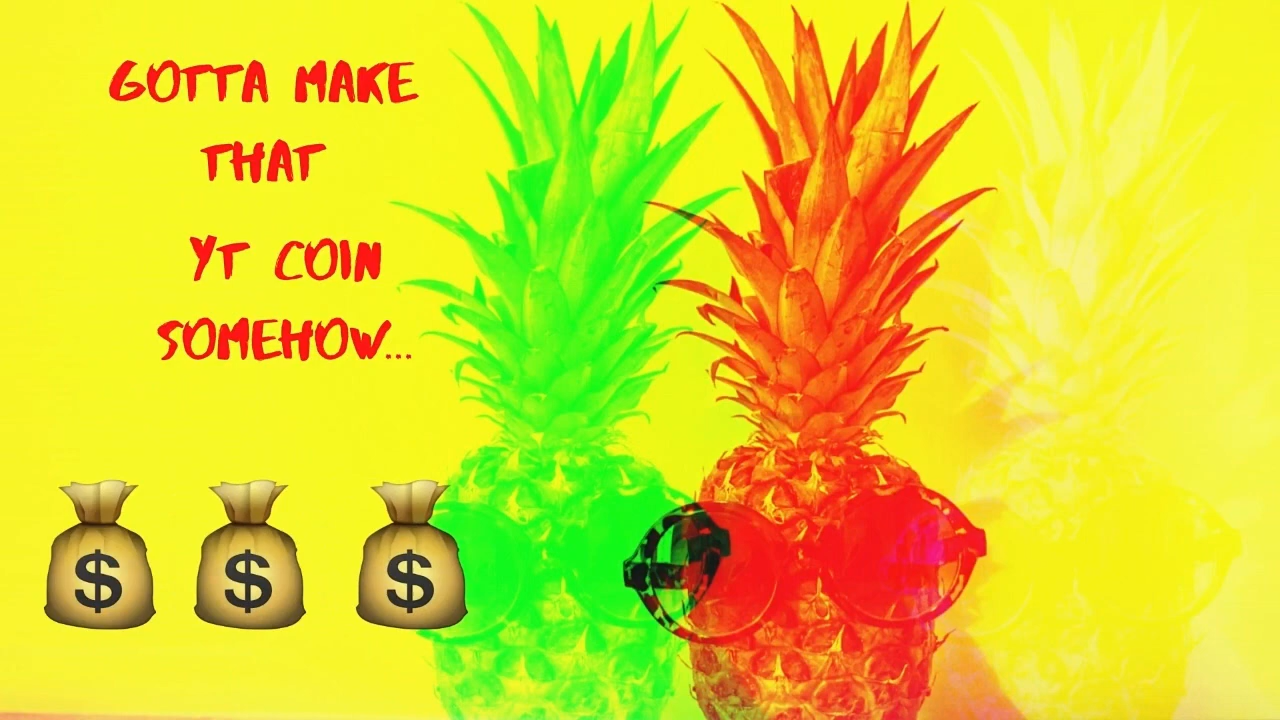 GOTTA MAKE
THAT
YT COIN
SOMEHOW...
$ $ $